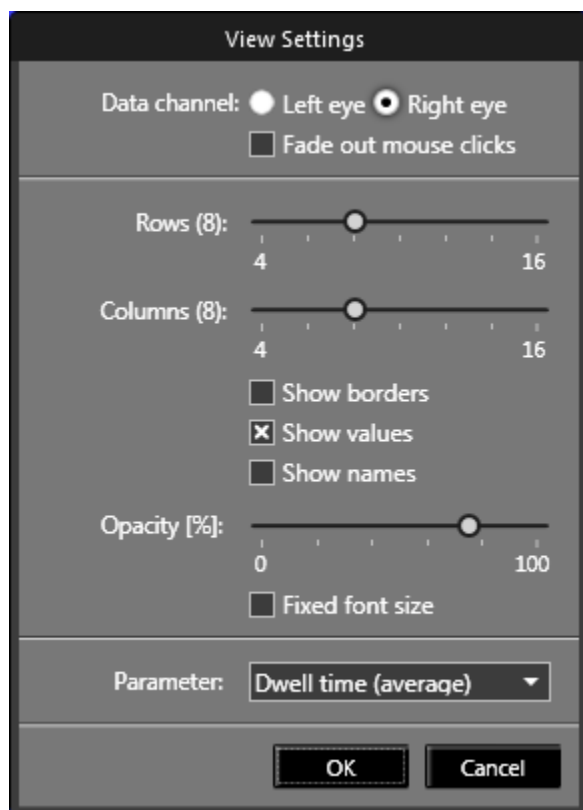 View Settings
Data channel: Left eye Right eye
Fade out mouse clicks
Rows (8):
4 16
Columns (8):
4 16
Show borders
Show values
Show names
Opacity [%]:
0 100
Fixed font size
Parameter: Dwell time (average)
OK Cancel